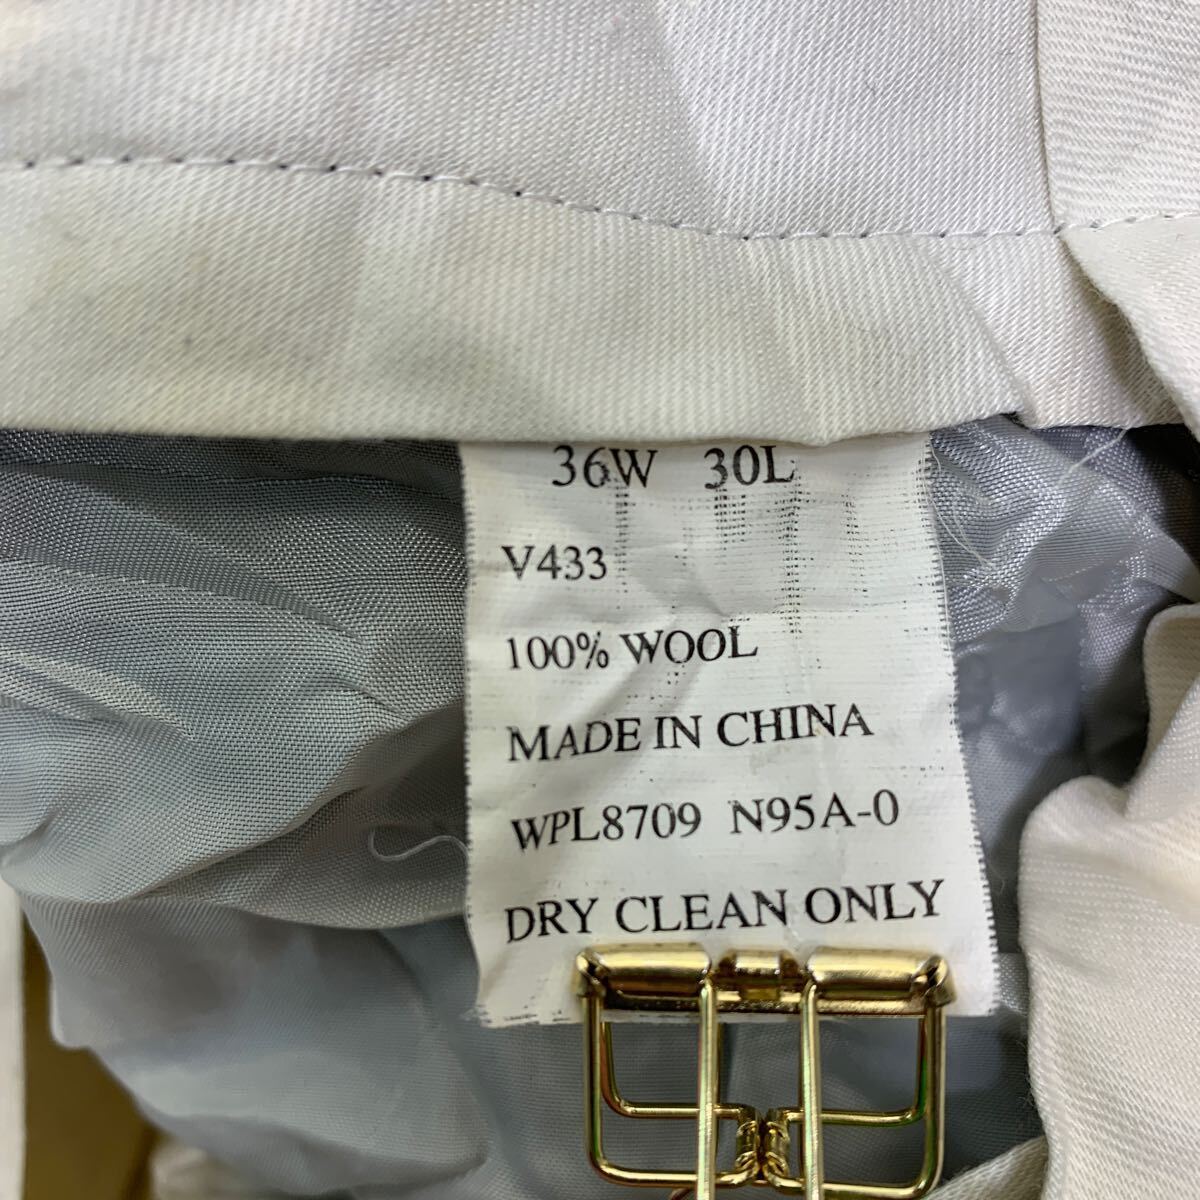 36W 30L
V433
100% WOOL
MADE IN CHINA
WPL8709 N95A-0
DRY CLEAN ONLY